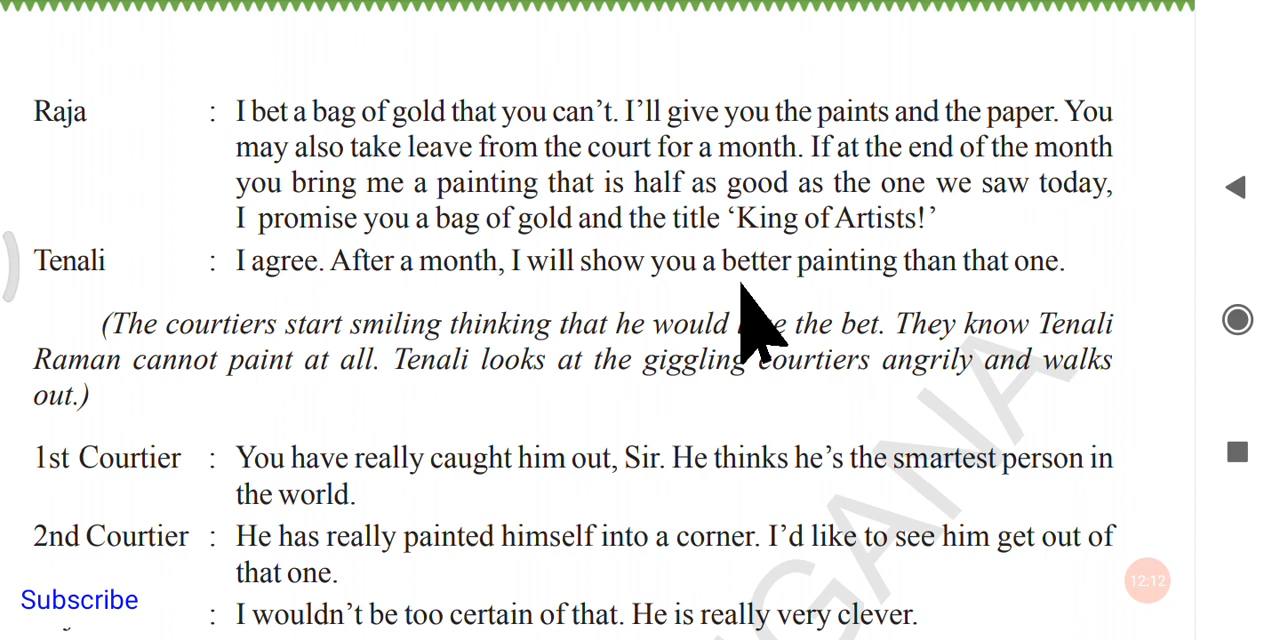 Raja : I bet a bag of gold that you can’t. I’ll give you the paints and the paper. You
may also take leave from the court for a month. If at the end of the month
you bring me a painting that is half as good as the one we saw today,
I promise you a bag of gold and the title ‘King of Artists!’
Tenali : I agree. After a month, I will show you a better painting than that one.
(The courtiers start smiling thinking that he would the bet. They know Tenali
Raman cannot paint at all. Tenali looks at the giggling courtiers angrily and walks
out.)
1st Courtier : You have really caught him out, Sir. He thinks he’s the smartest person in
the world.
2nd Courtier : He has really painted himself into a corner. I’d like to see him get out of
that one.
: I wouldn’t be too certain of that. He is really very clever.
Subscribe
12:12
GANA